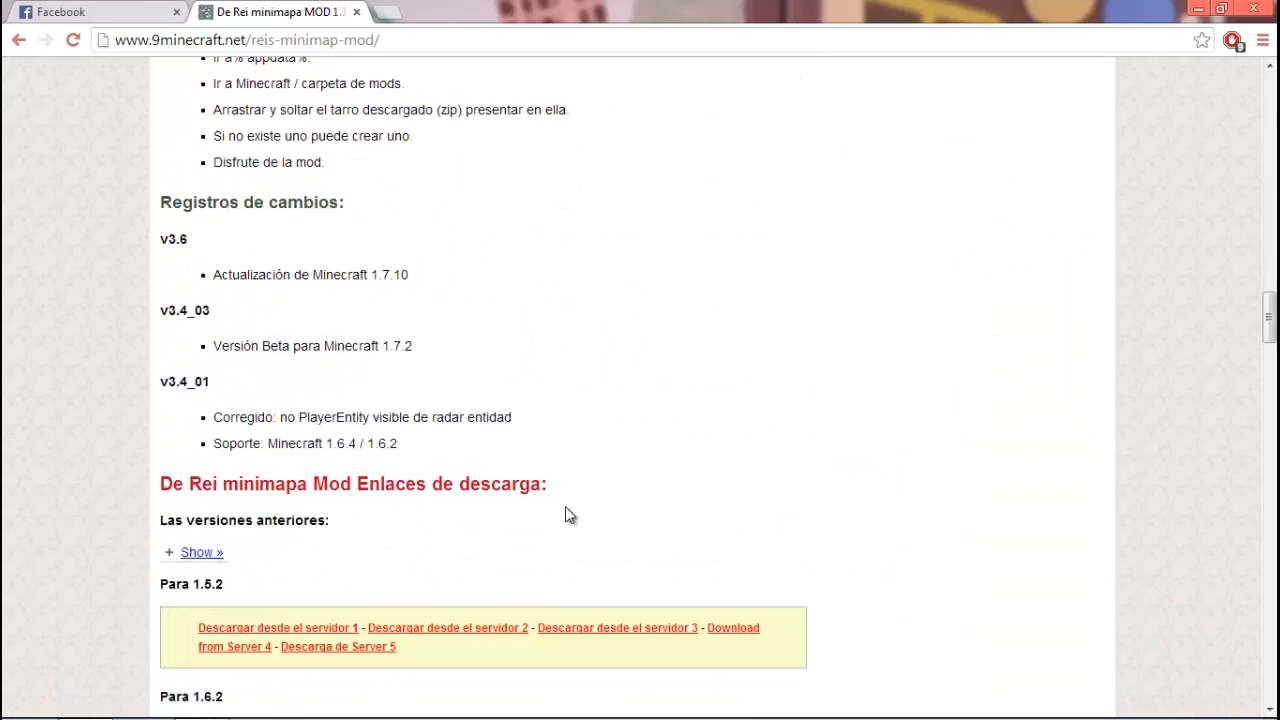 Facebook
De Rei minimapa MOD 1.7
www.9minecraft.net/reis-minimap-mod/
9
Ir a % appdata%.
Ir a Minecraft / carpeta de mods.
Arrastrar y soltar el tarro descargado (zip) presentar en ella.
Si no existe uno puede crear uno.
Disfrute de la mod.
Registros de cambios:
v3.6
Actualización de Minecraft 1.7.10
v3.4_03
Versión Beta para Minecraft 1.7.2
v3.4_01
Corregido: no PlayerEntity visible de radar entidad
Soporte: Minecraft 1.6.4 / 1.6.2
De Rei minimapa Mod Enlaces de descarga:
Las versiones anteriores:
+ Show »
Para 1.5.2
Descargar desde el servidor 1 - Descargar desde el servidor 2 - Descargar desde el servidor 3 - Download
from Server 4 - Descarga de Server 5
Para 1.6.2